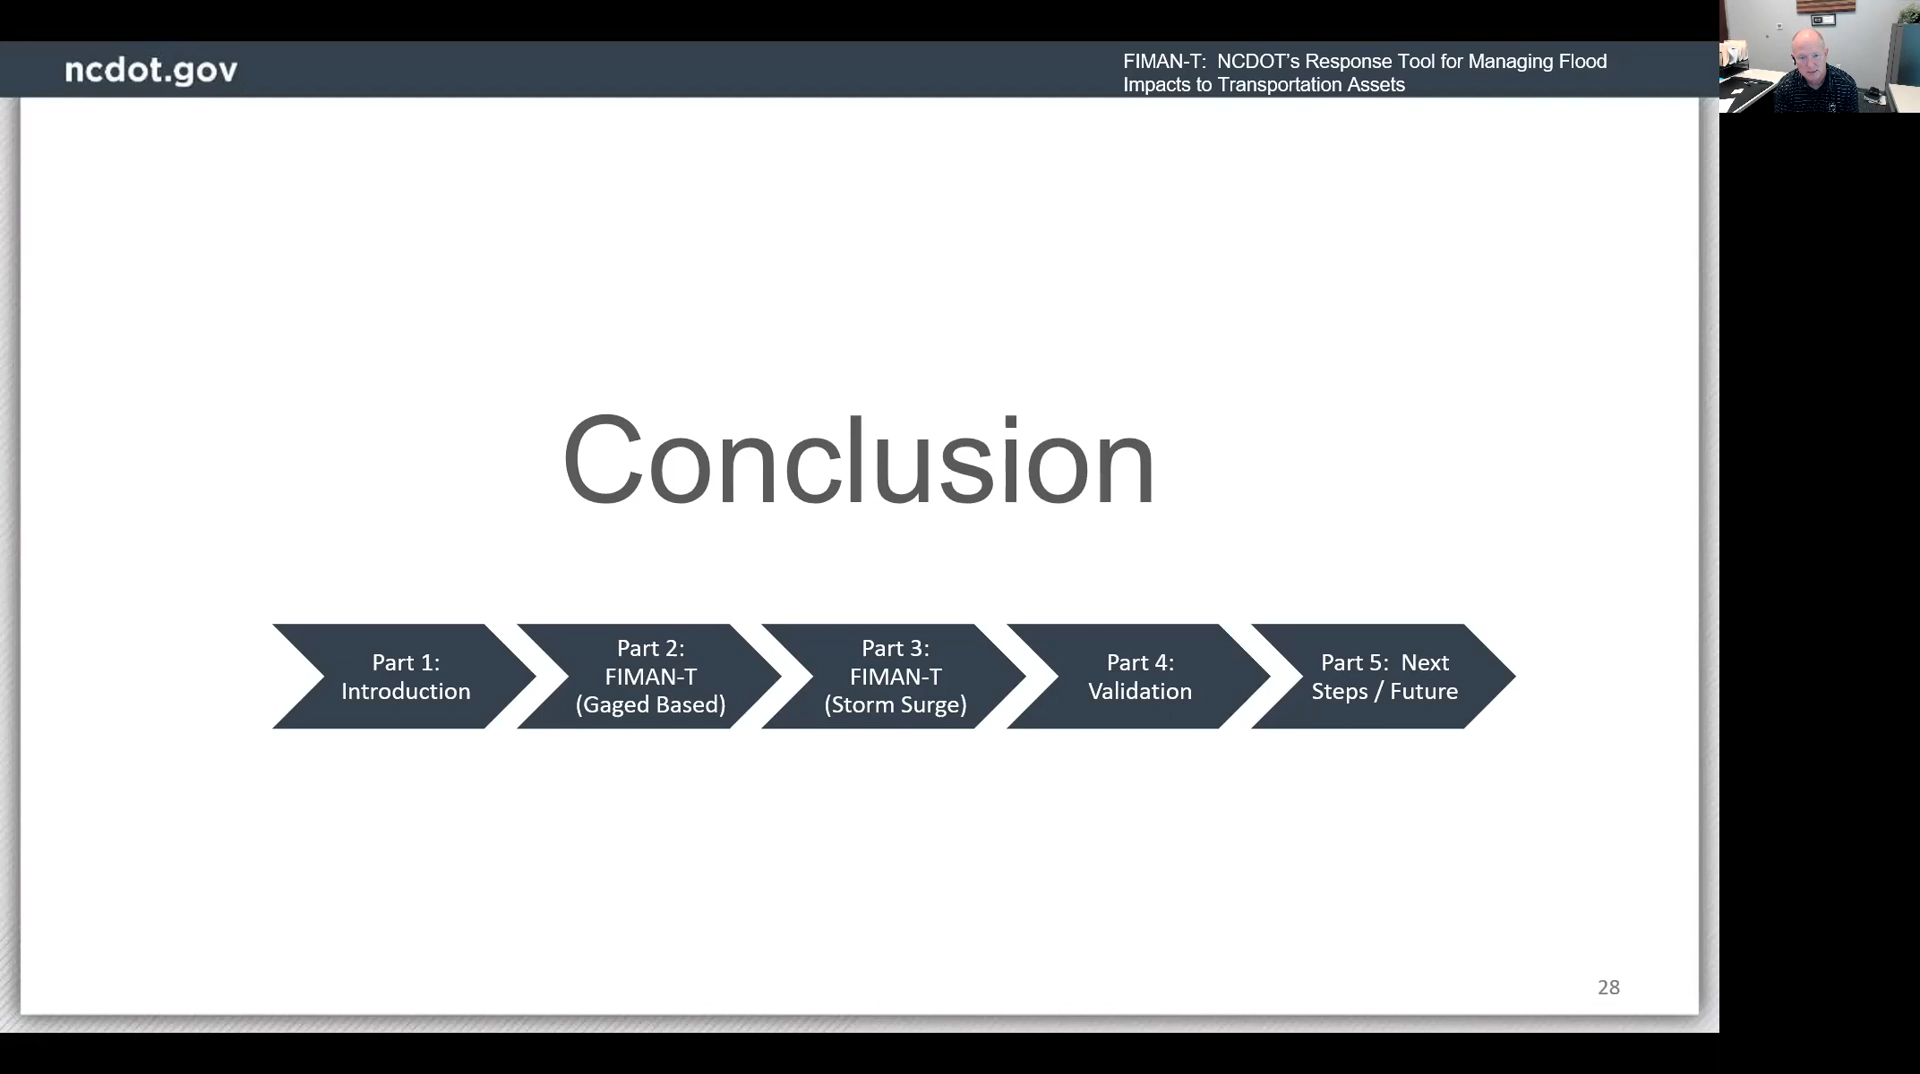 ncdot.gov
FIMAN-T:  NCDOT's Response Tool for Managing Flood
Impacts to Transportation Assets
Conclusion
Part 1:
Introduction
Part 2:
FIMAN-T
(Gaged Based)
Part 3:
FIMAN-T
(Storm Surge)
Part 4:
Validation
Part 5:  Next
Steps / Future
28